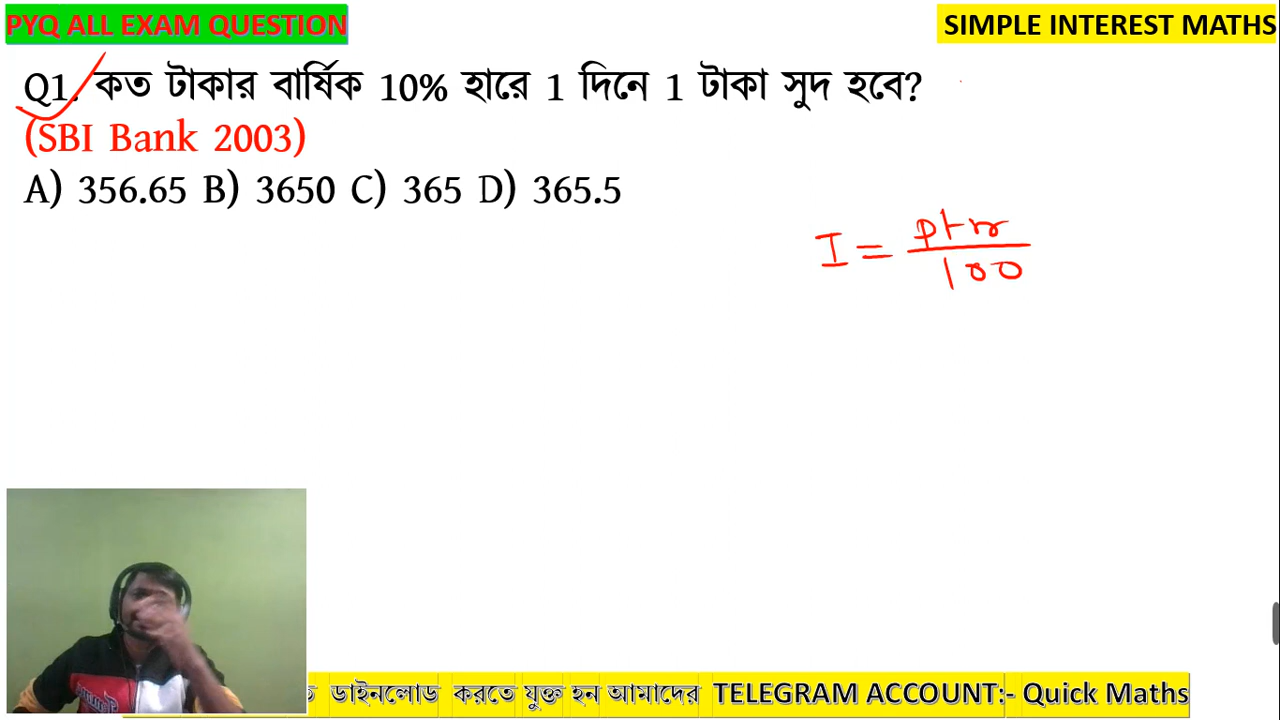 PYQ ALL EXAM QUESTION
SIMPLE INTEREST MATHS
Q1. কত টাকার বার্ষিক 10% হারে 1 দিনে 1 টাকা সুদ হবে?
(SBI Bank 2003)
A) 356.65 B) 3650 C) 365 D) 365.5
I = ptr
100
ডাইনলোড করতে যুক্ত হন আমাদের TELEGRAM ACCOUNT:- Quick Maths